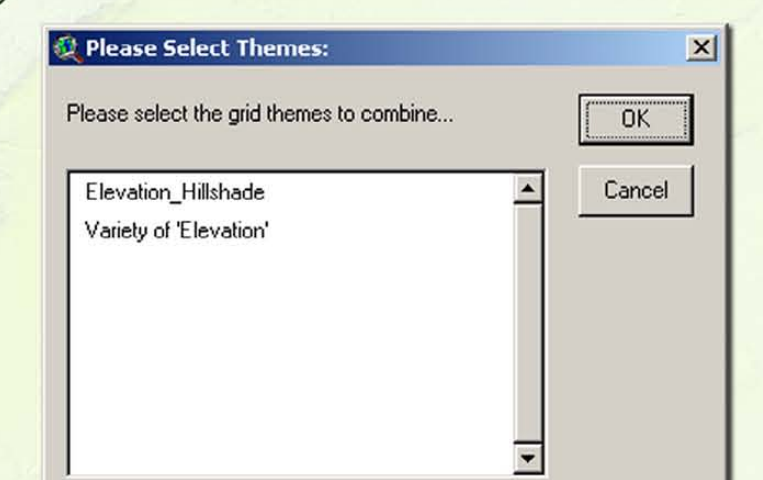 Please Select Themes:
Please select the grid themes to combine...
OK
Cancel
Elevation_Hillshade
Variety of 'Elevation'